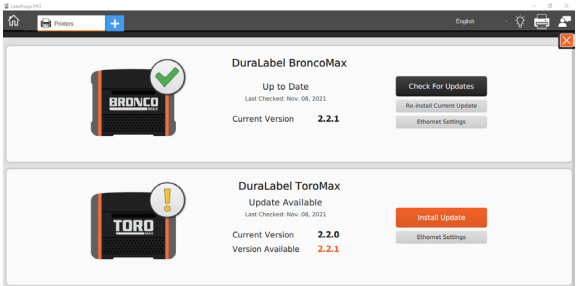 LabelForge PRO
Printers
English
DuraLabel BroncoMax
Up to Date
Last Checked: Nov. 08, 2021
Current Version 2.2.1
Check For Updates
Re-install Current Update
Ethernet Settings
BRONCO
MAX
DuraLabel ToroMax
Update Available
Last Checked: Nov. 08, 2021
Current Version 2.2.0
Version Available 2.2.1
Install Update
Ethernet Settings
TORO
MAX